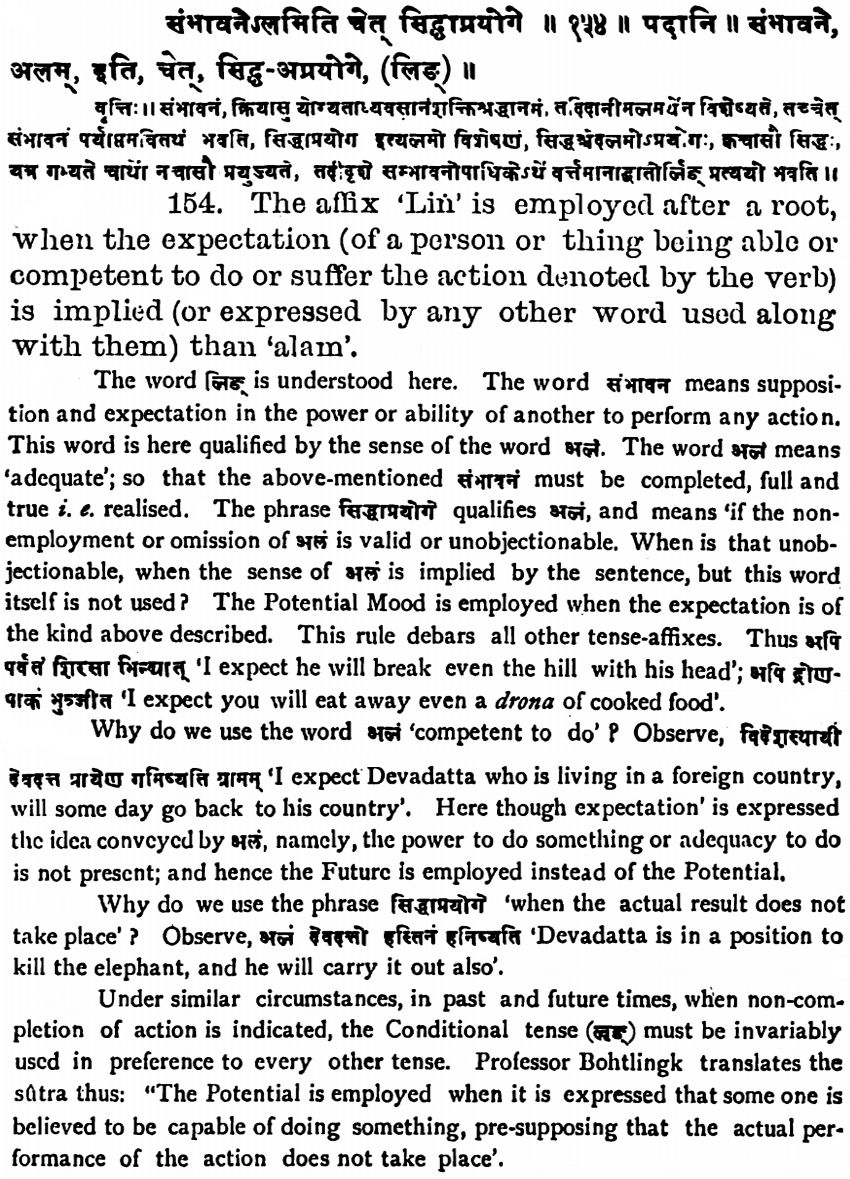 संभावनेऽलमिति चेत् सिद्धाप्रयोगे ॥ १५४ ॥ पदानि ॥ संभावने,
अलम्, इति, चेत्, सिद्ध-अप्रयोगे, (लिङ्) ॥
वृत्तिः ॥ संभावनं, क्रियासु योग्यताध्यवसानंशक्तिश्रद्धानमं, तदिदानीमलमर्थेन विशेष्यते, तच्चेत्
संभावनं पर्याप्तमवितथं भवति, सिद्धाप्रयोग इत्यलमो विशेषणं, सिद्धश्चेदलमोऽप्रयोगः, क्वचासौ सिद्धः,
यत्र गम्यते चार्थो नचासौ प्रयुज्यते, तदीदृशे सम्भावनोपाधिकेऽर्थे वर्त्तमानाद्धातोर्लिङ् प्रत्ययो भवति ॥
154. The affix 'Liṅ' is employed after a root,
when the expectation (of a person or thing being able or
competent to do or suffer the action denoted by the verb)
is implied (or expressed by any other word used along
with them) than 'alam'.
The word लिङ् is understood here. The word संभावन means supposi-
tion and expectation in the power or ability of another to perform any action.
This word is here qualified by the sense of the word अलं. The word अलं means
'adequate'; so that the above-mentioned संभावनं must be completed, full and
true i. e. realised. The phrase सिद्धाप्रयोगे qualifies अलं, and means 'if the non-
employment or omission of अलं is valid or unobjectionable. When is that unob-
jectionable, when the sense of अलं is implied by the sentence, but this word
itself is not used? The Potential Mood is employed when the expectation is of
the kind above described. This rule debars all other tense-affixes. Thus अपि
पर्वतं शिरसा भिन्द्यात् 'I expect he will break even the hill with his head'; अपि द्रोण-
पाकं भुञ्जीत 'I expect you will eat away even a drona of cooked food'.
Why do we use the word अलं 'competent to do' ? Observe, विदेशस्थायी
देवदत्त प्रायेण गमिष्यति ग्रामम् 'I expect Devadatta who is living in a foreign country,
will some day go back to his country'. Here though expectation' is expressed
the idea conveyed by अलं, namely, the power to do something or adequacy to do
is not present; and hence the Future is employed instead of the Potential.
Why do we use the phrase सिद्धाप्रयोगे 'when the actual result does not
take place' ? Observe, अलं देवदत्तो हस्तिनं हनिष्यति 'Devadatta is in a position to
kill the elephant, and he will carry it out also'.
Under similar circumstances, in past and future times, when non-com-
pletion of action is indicated, the Conditional tense (लृङ्) must be invariably
used in preference to every other tense. Professor Bohtlingk translates the
sûtra thus: "The Potential is employed when it is expressed that some one is
believed to be capable of doing something, pre-supposing that the actual per-
formance of the action does not take place'.